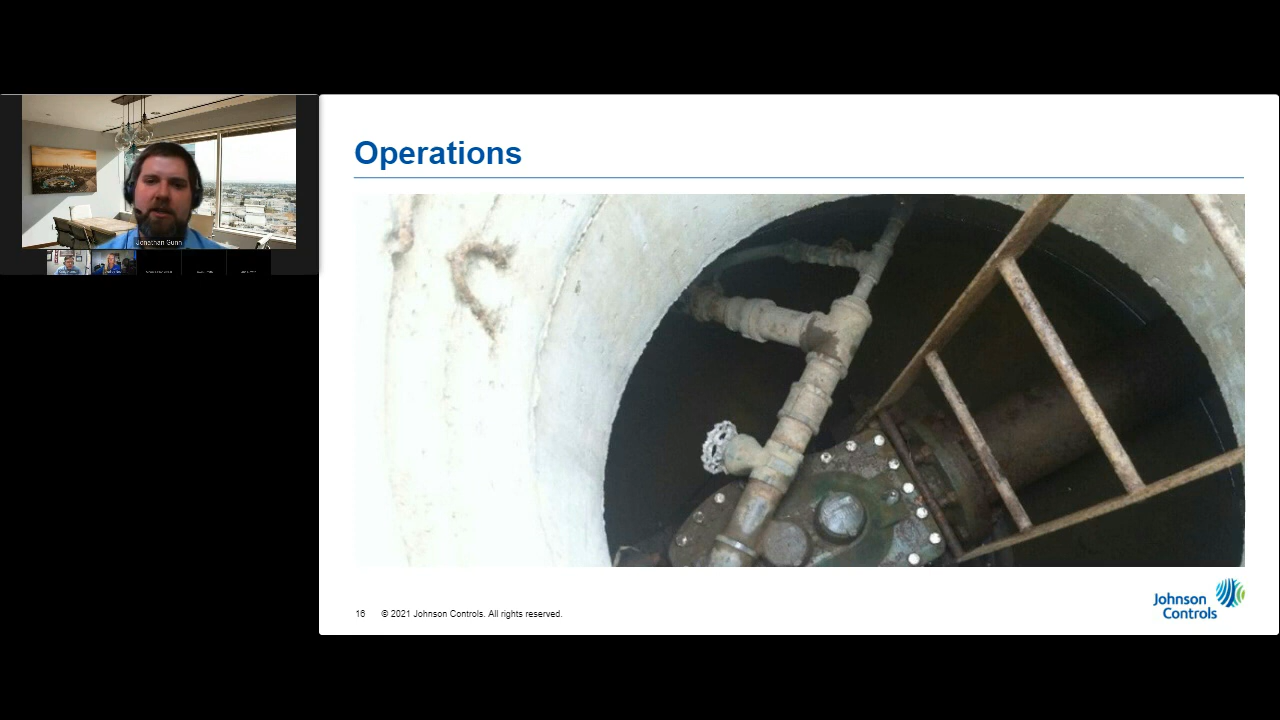 Operations
Jonathan Gunn
16 © 2021 Johnson Controls. All rights reserved.
Johnson
Controls